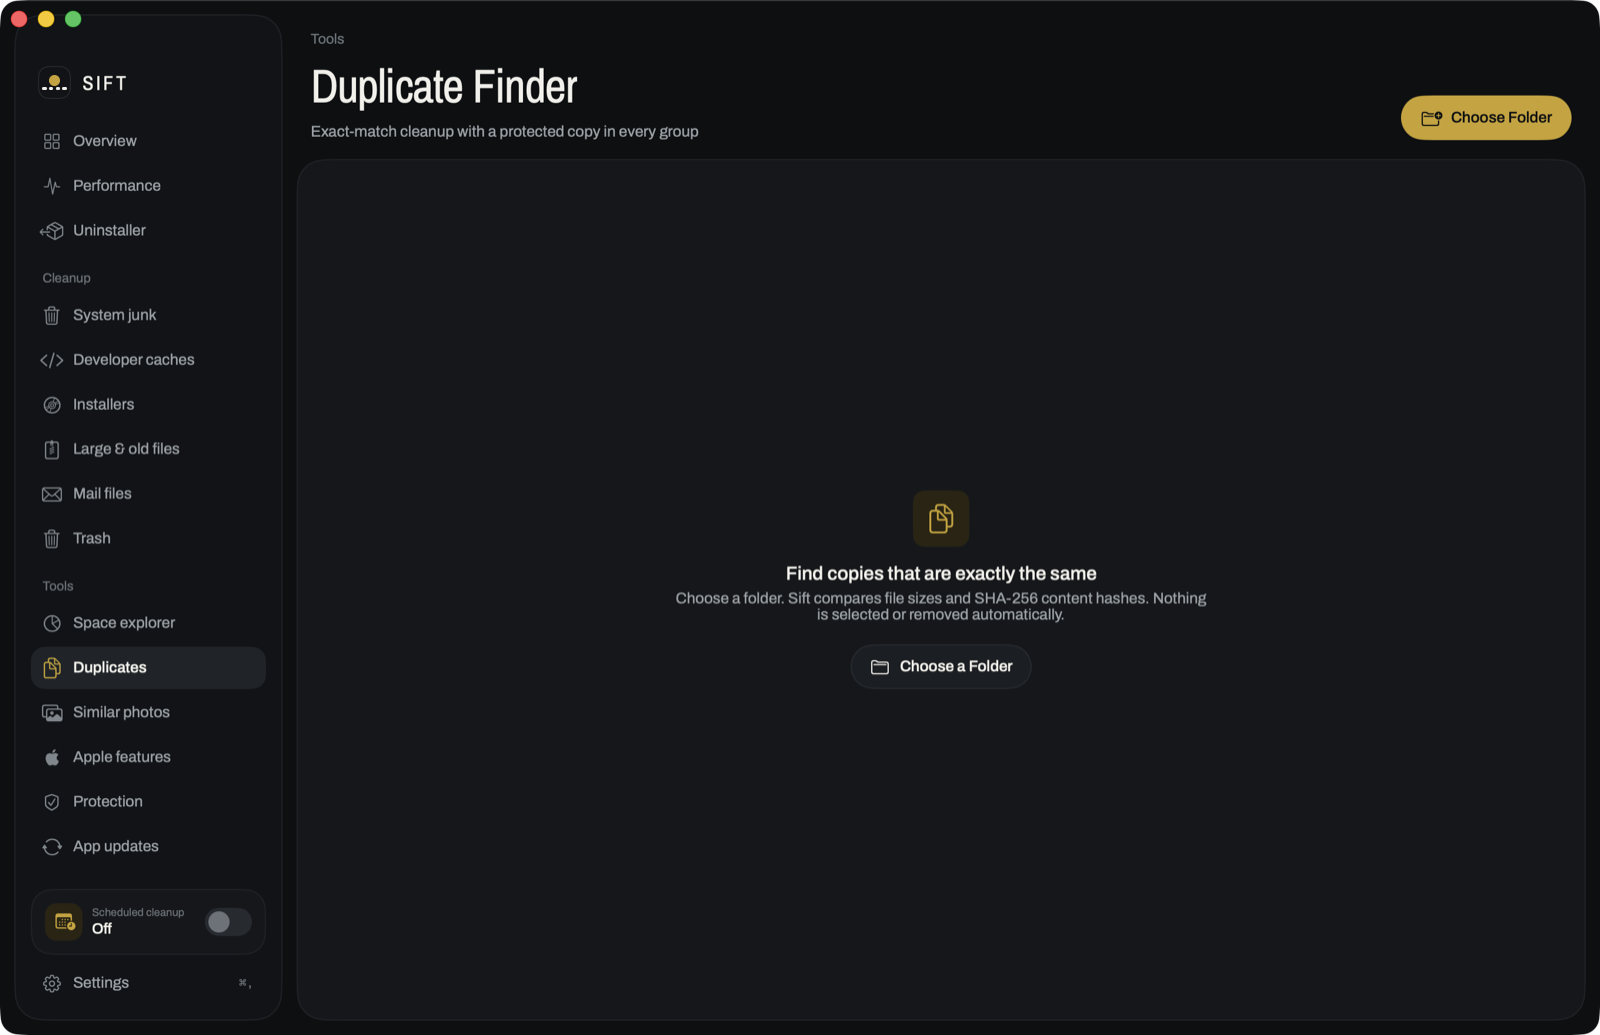 SIFT
Overview
Performance
Uninstaller
Cleanup
System junk
Developer caches
Installers
Large & old files
Mail files
Trash
Tools
Space explorer
Duplicates
Similar photos
Apple features
Protection
App updates
Scheduled cleanup
Off
Settings ⌘ ,
Tools
Duplicate Finder
Exact-match cleanup with a protected copy in every group
Choose Folder
Find copies that are exactly the same
Choose a folder. Sift compares file sizes and SHA-256 content hashes. Nothing
is selected or removed automatically.
Choose a Folder